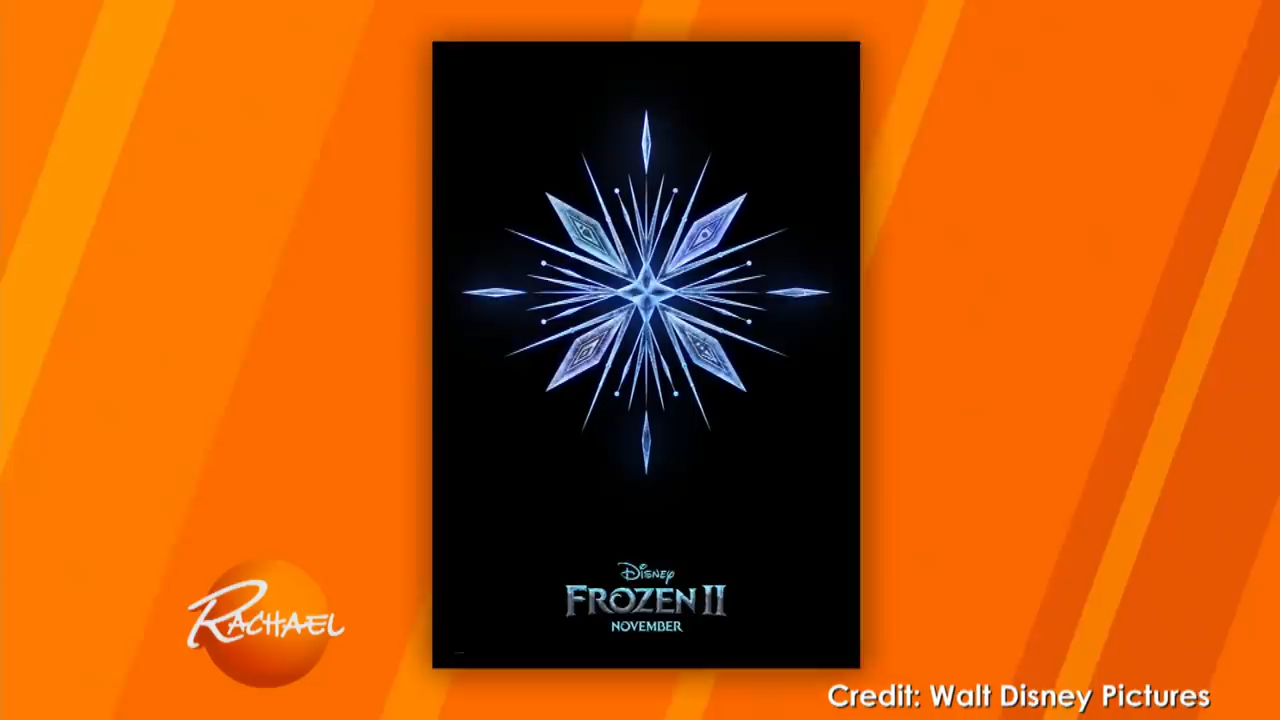 Disney
FROZEN II
NOVEMBER
RACHAEL
Credit: Walt Disney Pictures